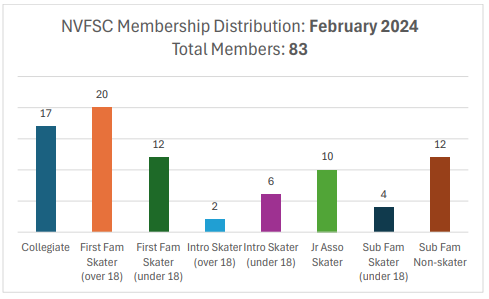 NVFSC Membership Distribution: February 2024
Total Members: 83
17
20
12
2
6
10
4
12
Collegiate
First Fam
Skater
(over 18)
First Fam
Skater
(under 18)
Intro Skater
(over 18)
Intro Skater
(under 18)
Jr Asso
Skater
Sub Fam
Skater
(under 18)
Sub Fam
Non-skater